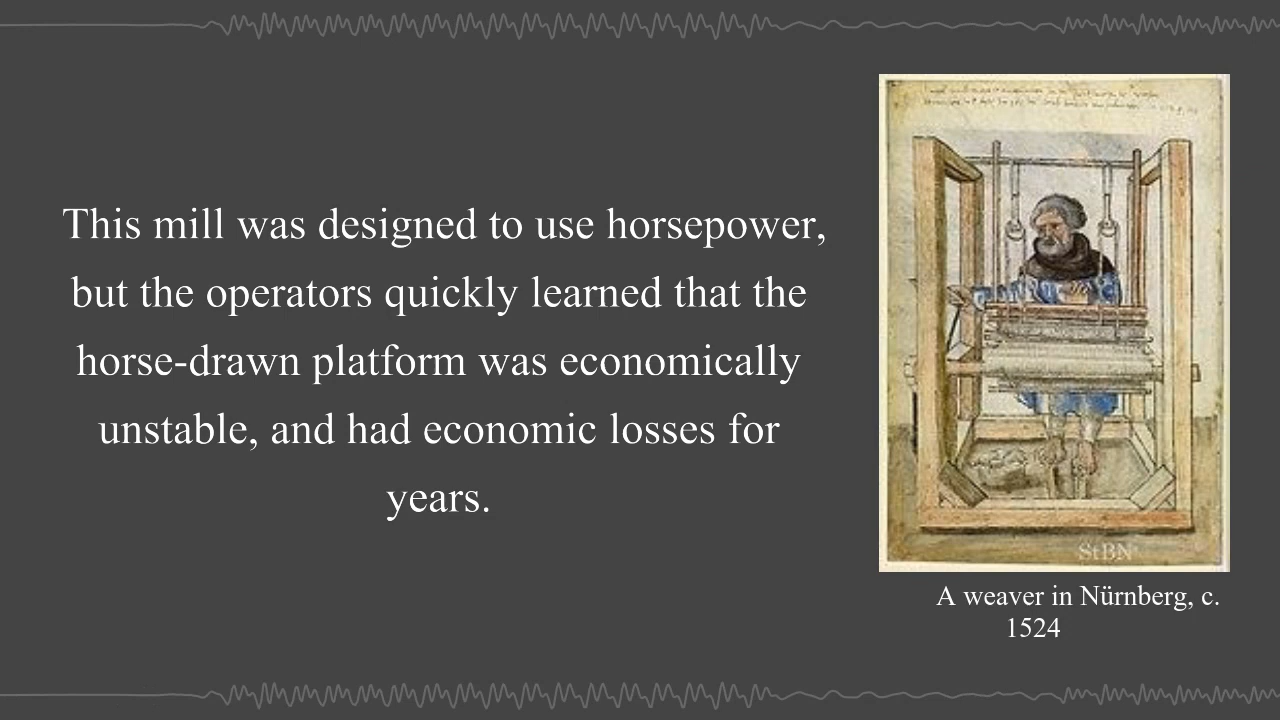 This mill was designed to use horsepower,
but the operators quickly learned that the
horse-drawn platform was economically
unstable, and had economic losses for
years.
StBN
A weaver in Nürnberg, c.
1524